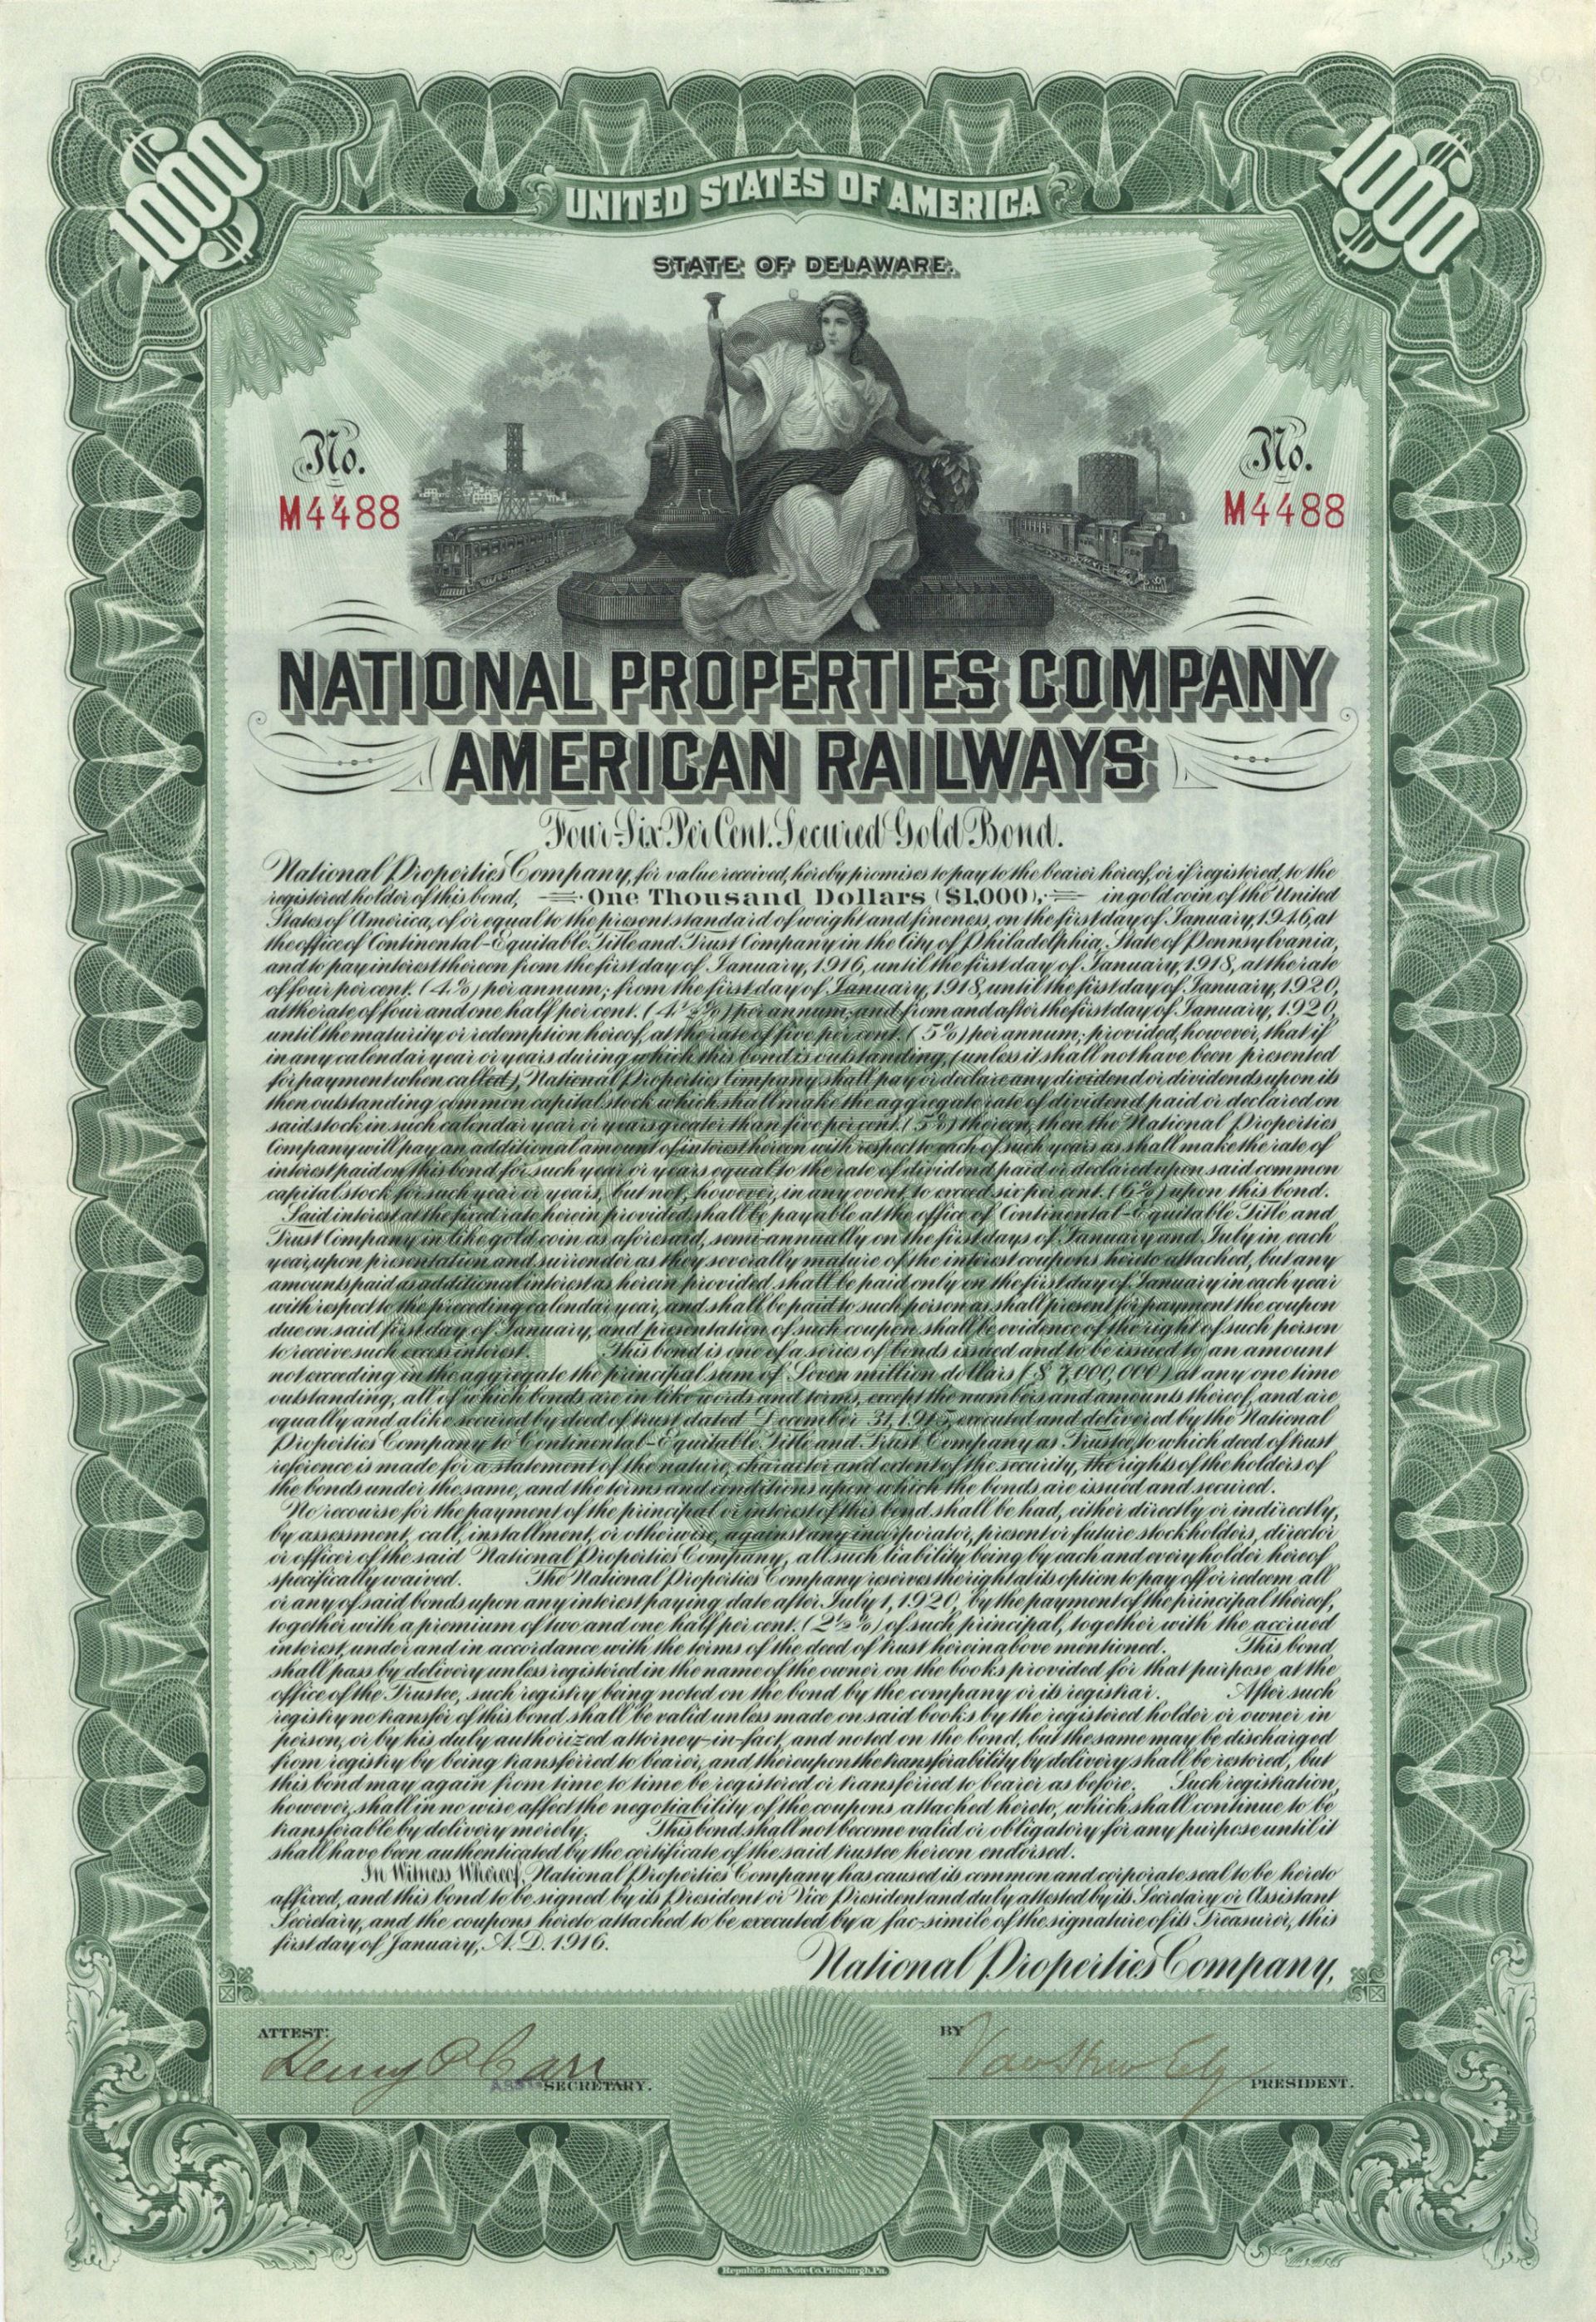 $1000
$1000
UNITED STATES OF AMERICA
STATE OF DELAWARE.
No.
M4488
No.
M4488
NATIONAL PROPERTIES COMPANY
AMERICAN RAILWAYS
Four-Six Per Cent. Secured Gold Bond.
National Properties Company, for value received, hereby promises to pay to the bearer hereof, or if registered, to the
registered holder of this bond, One Thousand Dollars ($1,000), in gold coin of the United
States of America, of or equal to the present standard of weight and fineness, on the first day of January, 1946, at
the office of Continental-Equitable Title and Trust Company in the City of Philadelphia, State of Pennsylvania,
and to pay interest thereon from the first day of January, 1916, until the first day of January, 1918, at the rate
of four per cent. (4%) per annum; from the first day of January, 1918, until the first day of January, 1920,
at the rate of four and one half per cent. (4½%) per annum; and from and after the first day of January, 1920,
until the maturity or redemption hereof, at the rate of five per cent. (5%) per annum; provided, however, that if
in any calendar year or years during which this bond is outstanding, (unless it shall not have been presented
for payment when called), National Properties Company shall pay or declare any dividend or dividends upon its
then outstanding common capital stock which shall make the aggregate rate of dividend paid or declared on
said stock in such calendar year or years greater than five per cent. (5%) thereon, then the National Properties
Company will pay an additional amount of interest hereon with respect to each of such years as shall make the rate of
interest paid on this bond for such year or years equal to the rate of dividend paid or declared upon said common
capital stock for such year or years, but not, however, in any event, to exceed six per cent. (6%) upon this bond.
Said interest at the fixed rate herein provided, shall be payable at the office of Continental-Equitable Title and
Trust Company in like gold coin as aforesaid, semi-annually on the first days of January and July in each
year, upon presentation and surrender as they severally mature of the interest coupons hereto attached, but any
amounts paid as additional interest as herein provided, shall be paid only on the first day of January in each year
with respect to the preceding calendar year, and shall be paid to such person as shall present for payment the coupon
due on said first day of January, and presentation of such coupon shall be evidence of the right of such person
to receive such excess interest. This bond is one of a series of bonds issued and to be issued to an amount
not exceeding in the aggregate the principal sum of Seven million dollars ($7,000,000) at any one time
outstanding, all of which bonds are in like words and terms, except the numbers and amounts thereof, and are
equally and alike secured by deed of trust dated December 31, 1915, executed and delivered by the National
Properties Company to Continental-Equitable Title and Trust Company as Trustee, to which deed of trust
reference is made for a statement of the nature, character and extent of the security, the rights of the holders of
the bonds under the same, and the terms and conditions upon which the bonds are issued and secured.
No recourse for the payment of the principal or interest of this bond shall be had, either directly or indirectly,
by assessment, call, installment, or otherwise, against any incorporator, present or future stockholders, director
or officer of the said National Properties Company, all such liability being by each and every holder hereof
specifically waived. The National Properties Company reserves the right at its option to pay off or redeem all
or any of said bonds upon any interest paying date after July 1, 1920, by the payment of the principal thereof,
together with a premium of two and one half per cent. (2½%) of such principal, together with the accrued
interest, under and in accordance with the terms of the deed of trust hereinabove mentioned. This bond
shall pass by delivery unless registered in the name of the owner on the books provided for that purpose at the
office of the Trustee, such registry being noted on the bond by the company or its registrar. After such
registry no transfer of this bond shall be valid unless made on said books by the registered holder or owner in
person, or by his duly authorized attorney-in-fact, and noted on the bond, but the same may be discharged
from registry by being transferred to bearer, and thereupon the transferability by delivery shall be restored, but
this bond may again from time to time be registered or transferred to bearer as before. Such registration,
however, shall in no wise affect the negotiability of the coupons attached hereto, which shall continue to be
transferable by delivery merely. This bond shall not become valid or obligatory for any purpose until it
shall have been authenticated by the certificate of the said trustee hereon endorsed.
In Witness Whereof, National Properties Company has caused its common and corporate seal to be hereto
affixed, and this bond to be signed by its President or Vice President and duly attested by its Secretary or Assistant
Secretary, and the coupons hereto attached to be executed by a fac-simile of the signature of its Treasurer, this
first day of January, A. D. 1916.
National Properties Company,
ATTEST:
Henry P Carr
ASST SECRETARY.
BY
Van Horn Ely
PRESIDENT.
Republic Bank Note Co. Pittsburgh, Pa.